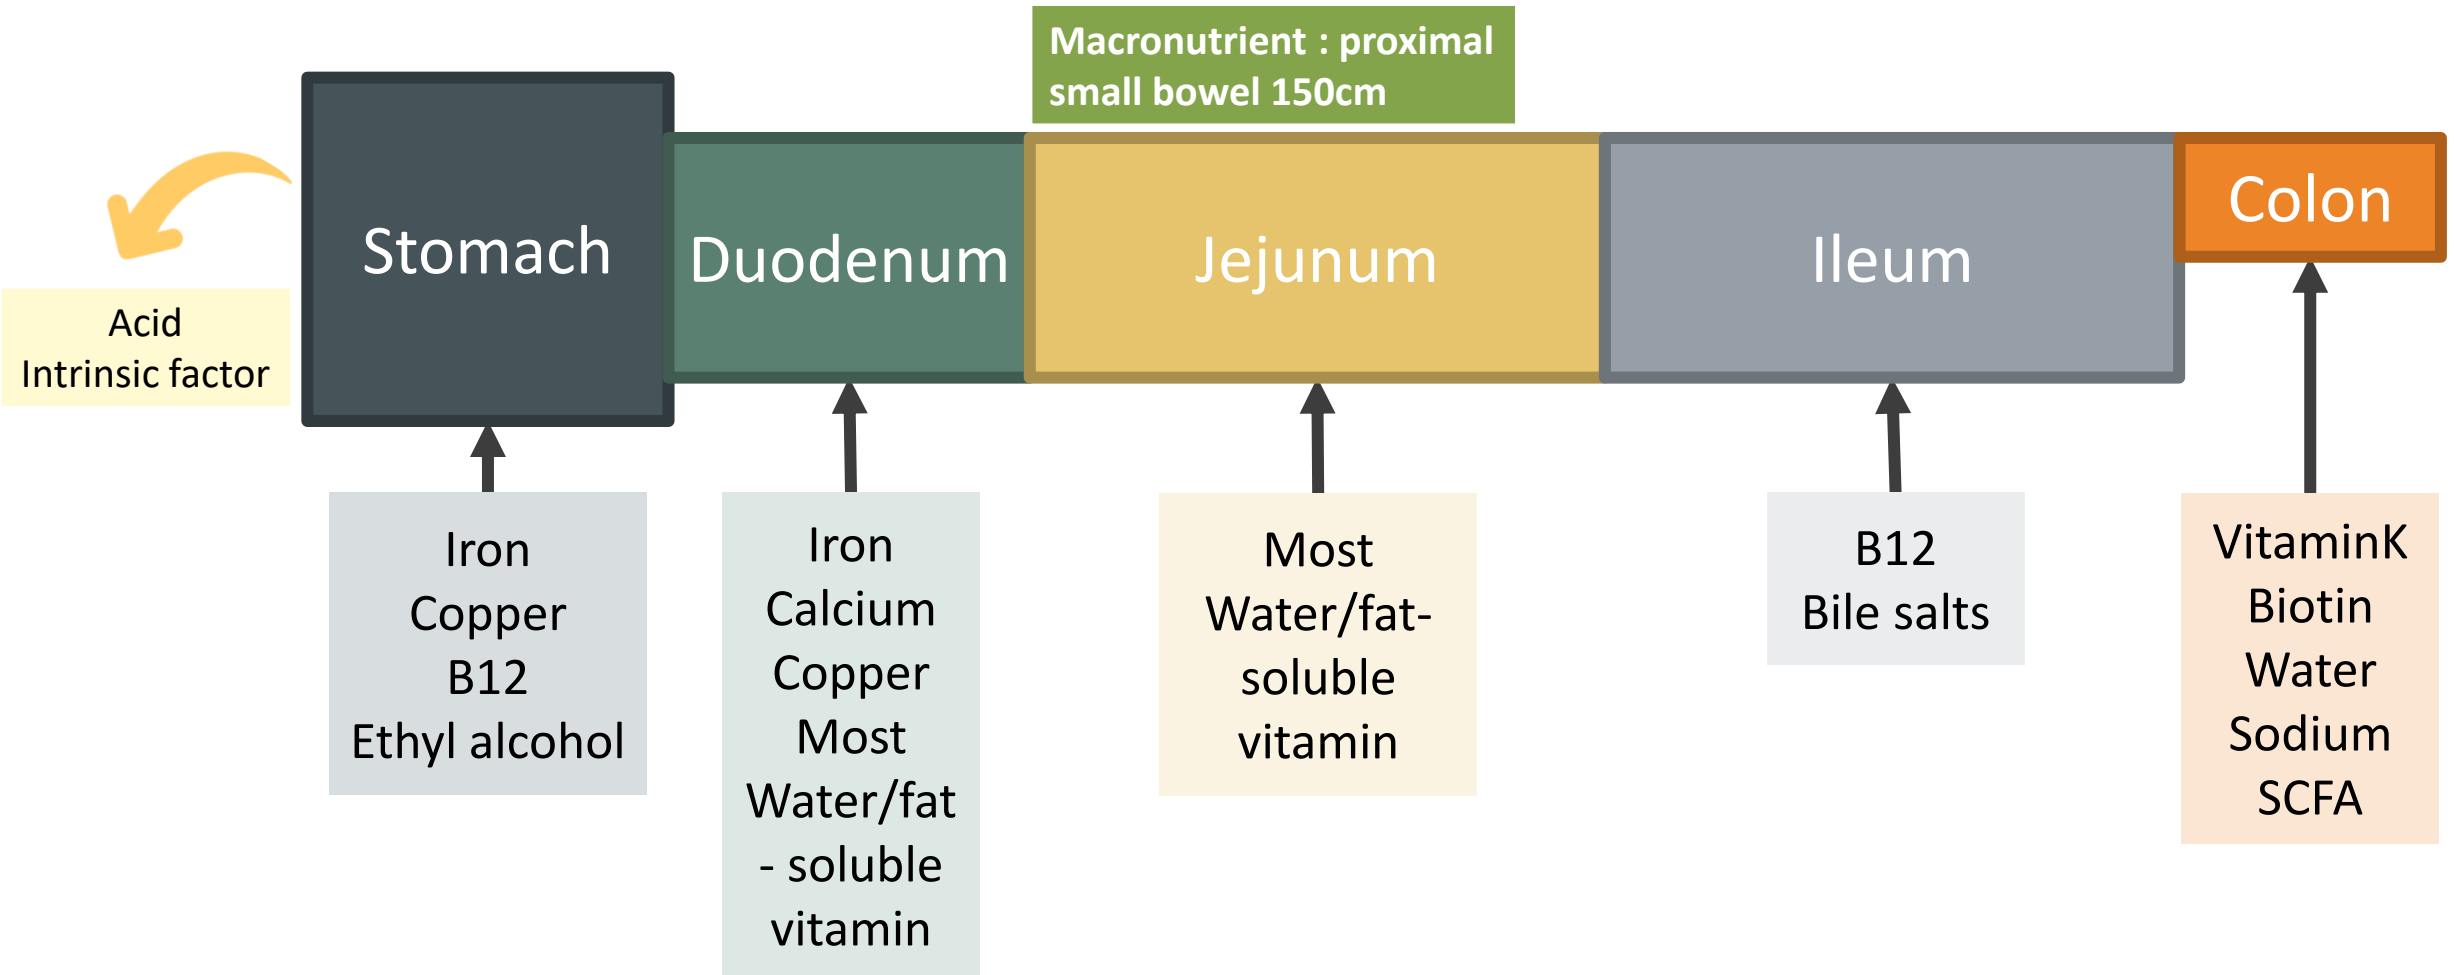 Macronutrient : proximal
small bowel 150cm
Stomach
Duodenum
Jejunum
Ileum
Colon
Acid
Intrinsic factor
Iron
Copper
B12
Ethyl alcohol
Iron
Calcium
Copper
Most
Water/fat
- soluble
vitamin
Most
Water/fat-
soluble
vitamin
B12
Bile salts
VitaminK
Biotin
Water
Sodium
SCFA